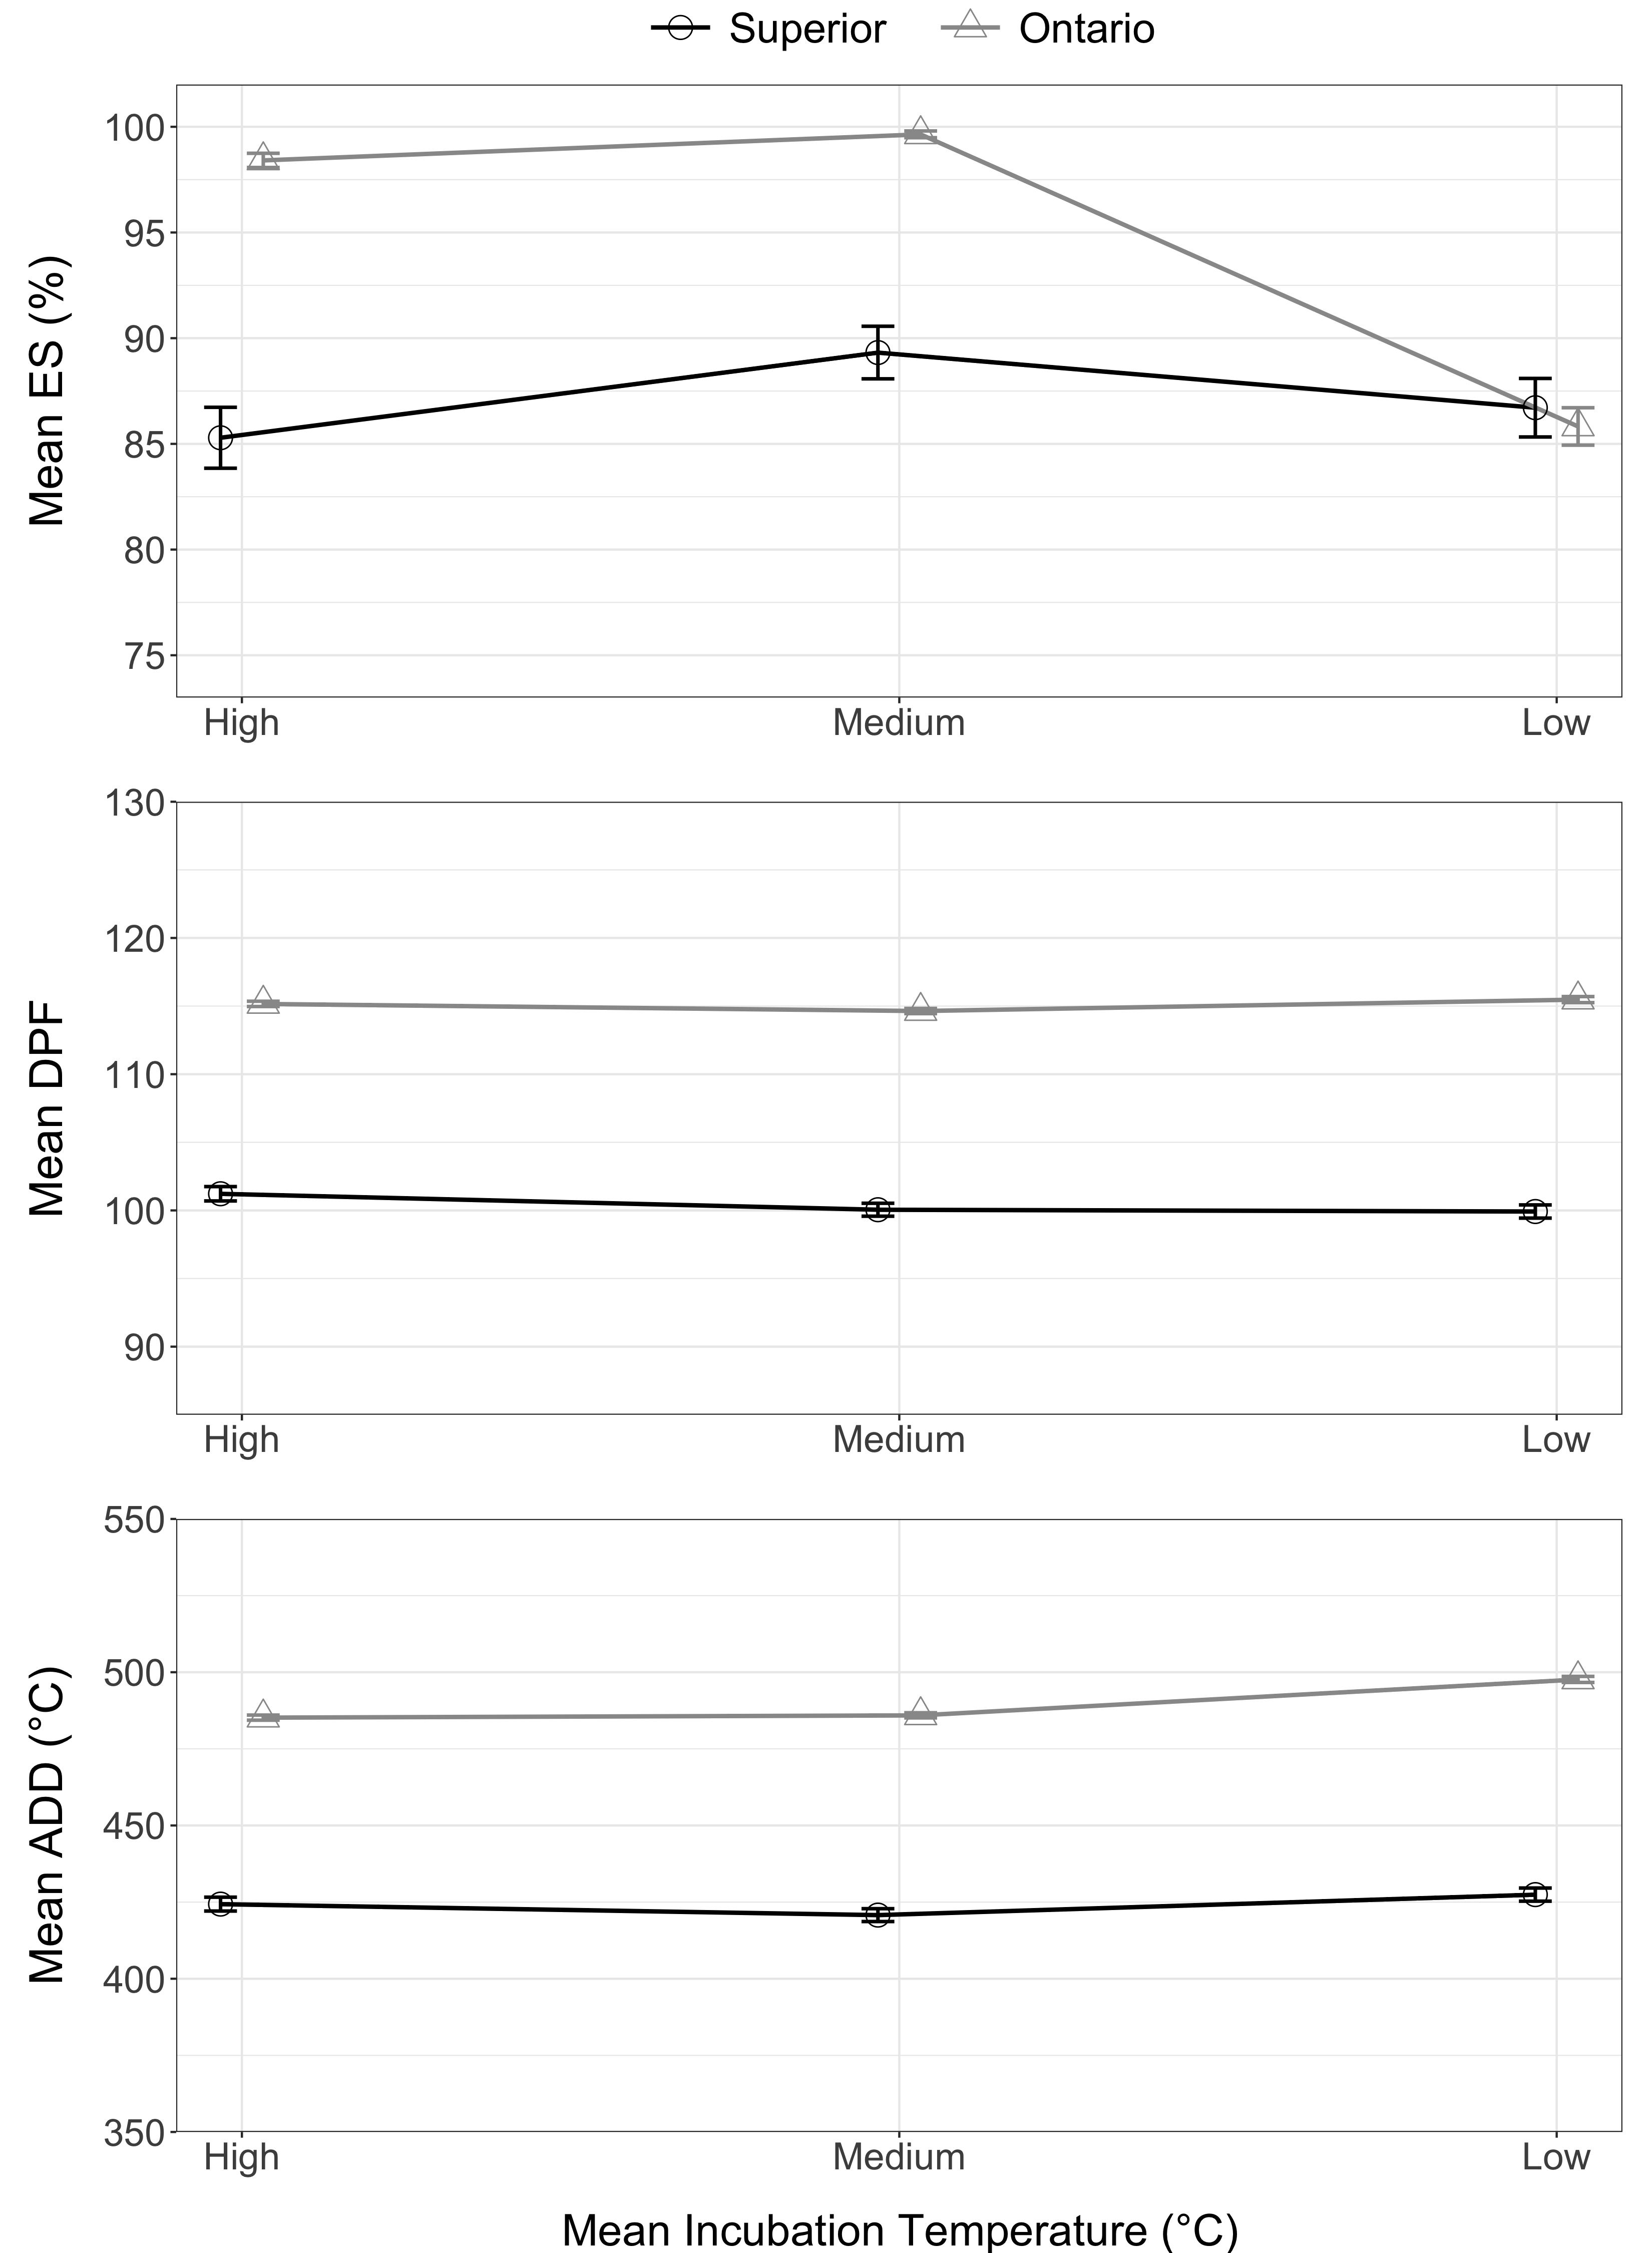 Superior Ontario
Mean ES (%)
100
95
90
85
80
75
High Medium Low
Mean DPF
130
120
110
100
90
High Medium Low
Mean ADD (°C)
550
500
450
400
350
High Medium Low
Mean Incubation Temperature (°C)